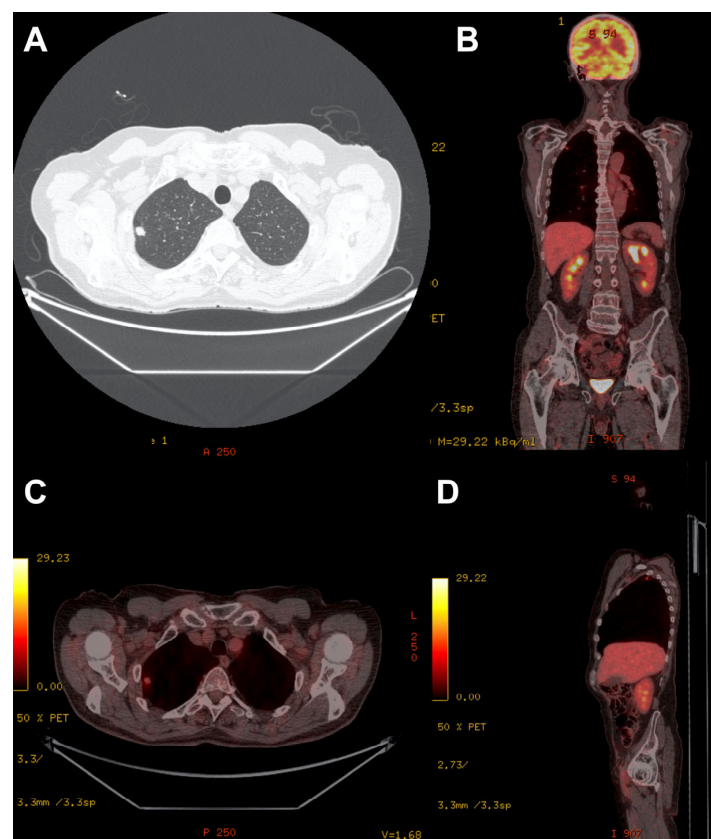 A
B
1
S 94
22
0
ET
/3.3sp
M=29.22 kBq/ml
I 907
1
A 250
C
D
S 94
29.23
0.00
50 % PET
3.3/
3.3mm /3.3sp
L
250
P 250
V=1.68
29.22
0.00
50 % PET
2.73/
3.3mm /3.3sp
I 907